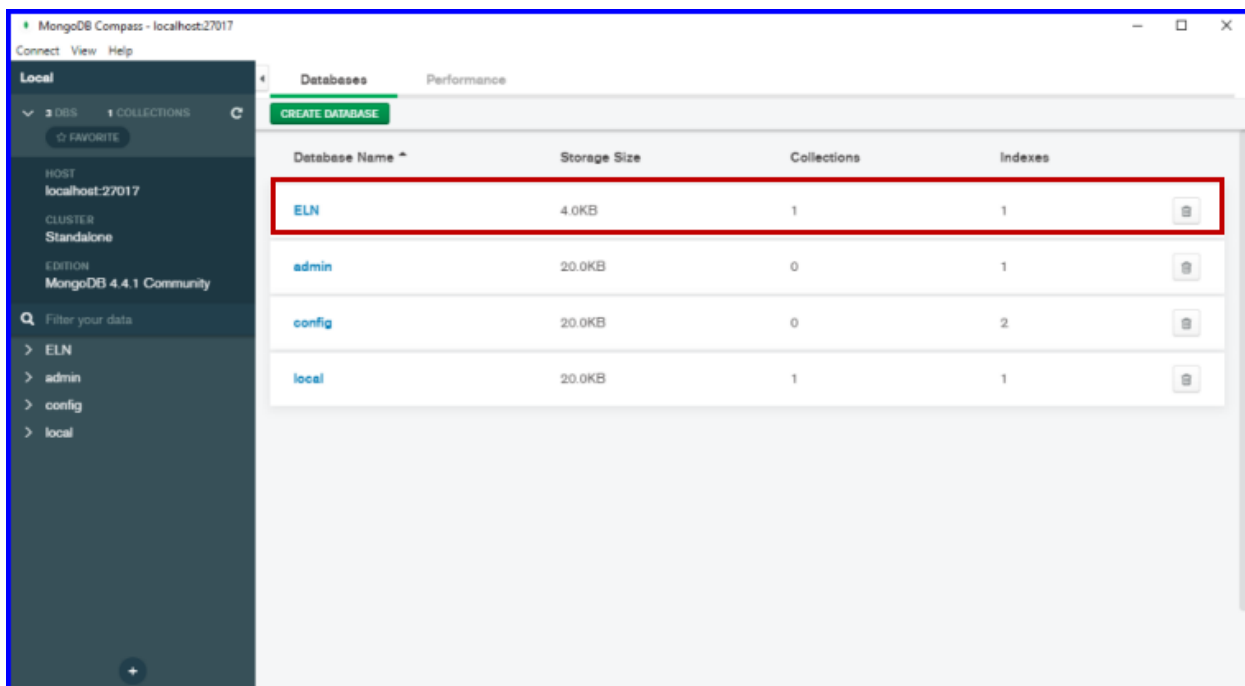 MongoDB Compass - localhost:27017
Connect View Help
Local
3 DBS 1 COLLECTIONS
FAVORITE
HOST
localhost:27017
CLUSTER
Standalone
EDITION
MongoDB 4.4.1 Community
Filter your data
ELN
admin
config
local
Databases Performance
CREATE DATABASE
Database Name Storage Size Collections Indexes
ELN 4.0KB 1 1
admin 20.0KB 0 1
config 20.0KB 0 2
local 20.0KB 1 1